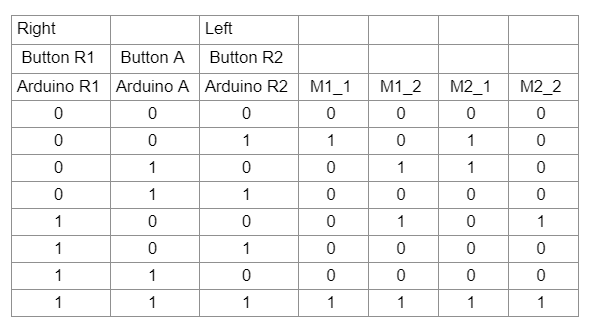 Right Left
Button R1 Button A Button R2
Arduino R1 Arduino A Arduino R2 M1_1 M1_2 M2_1 M2_2
0 0 0 0 0 0 0
0 0 1 1 0 1 0
0 1 0 0 1 1 0
0 1 1 0 0 0 0
1 0 0 0 1 0 1
1 0 1 0 0 0 0
1 1 0 0 0 0 0
1 1 1 1 1 1 1